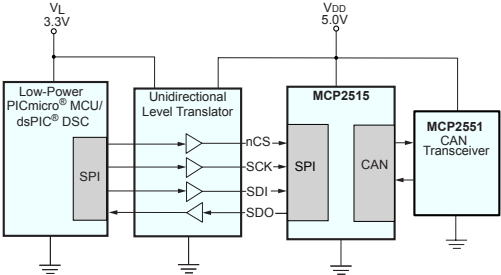 VL
3.3V
VDD
5.0V
Low-Power
PICmicro® MCU/
dsPIC® DSC
SPI
Unidirectional
Level Translator
nCS
SCK
SDI
SDO
MCP2515
SPI
CAN
MCP2551
CAN
Transceiver